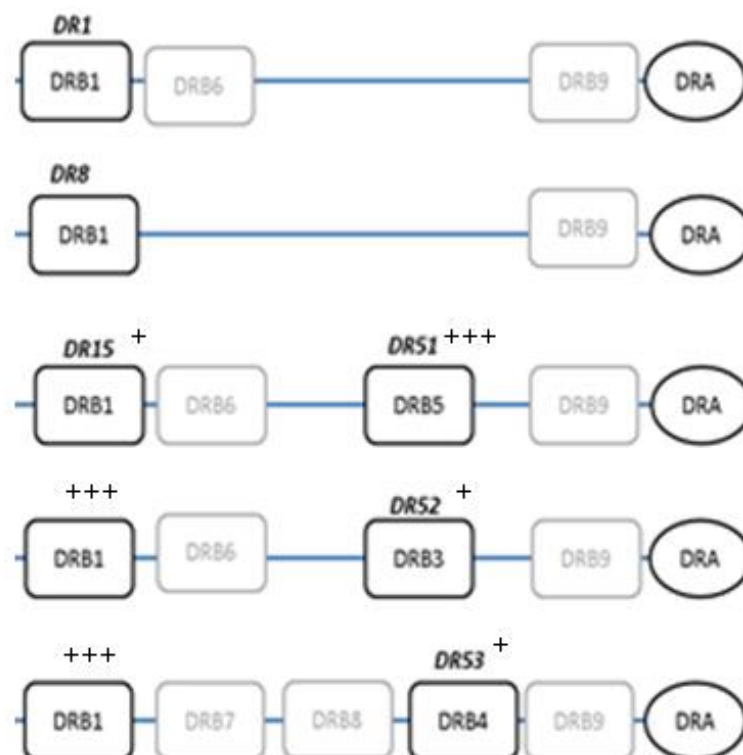 DR1
DRB1 DRB6 DRB9 DRA
DR8
DRB1 DRB9 DRA
DR15 + DR51 +++
DRB1 DRB6 DRB5 DRB9 DRA
+++ DR52 +
DRB1 DRB6 DRB3 DRB9 DRA
+++ DR53 +
DRB1 DRB7 DRB8 DRB4 DRB9 DRA